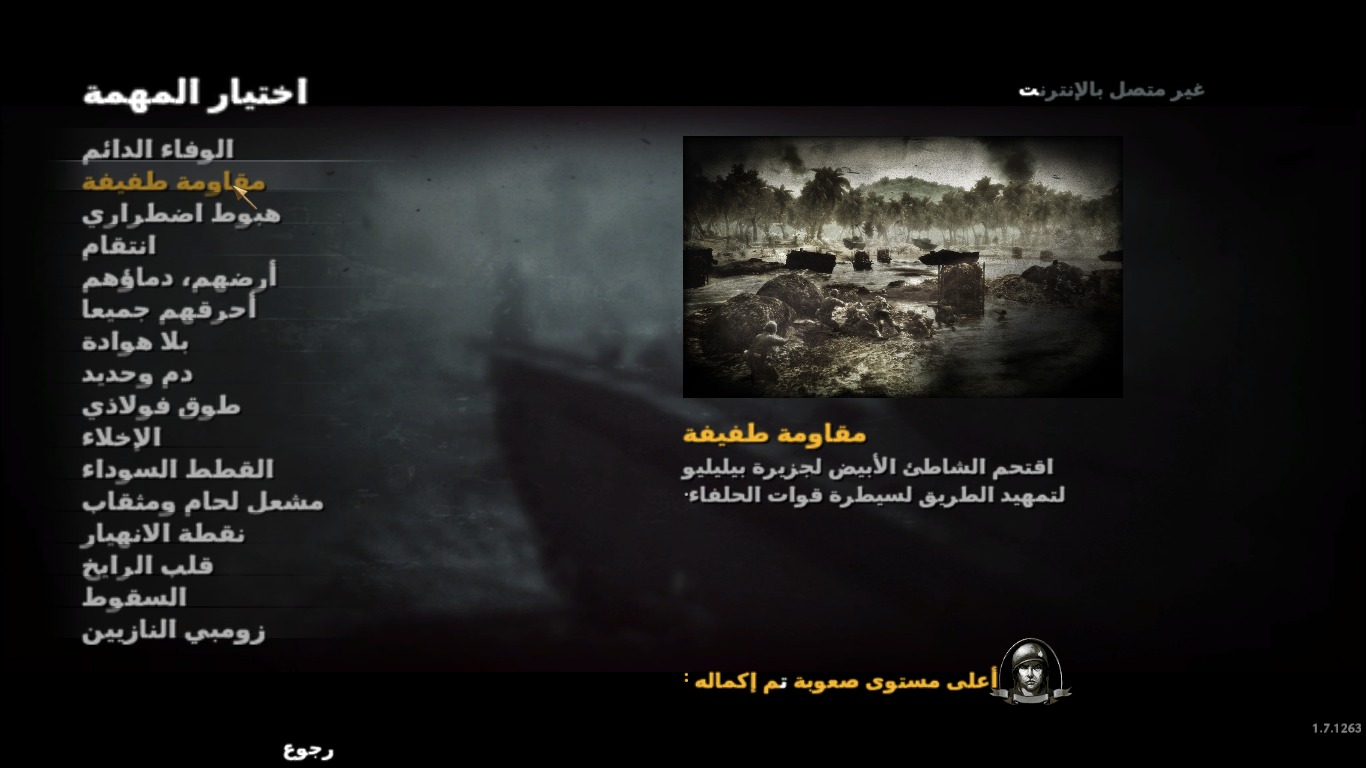 اختيار المهمة
غير متصل بالإنترنت
الوفاء الدائم
مقاومة طفيفة
هبوط اضطراري
انتقام
أرضهم، دماؤهم
أحرقهم جميعا
بلا هوادة
دم وحديد
طوق فولاذي
الإخلاء
القطط السوداء
مشعل لحام ومثقاب
نقطة الانهيار
قلب الرايخ
السقوط
زومبي النازيين
مقاومة طفيفة
اقتحم الشاطئ الأبيض لجزيرة بيليليو
لتمهيد الطريق لسيطرة قوات الحلفاء.
أعلى مستوى صعوبة تم إكماله :
1.7.1263
رجوع